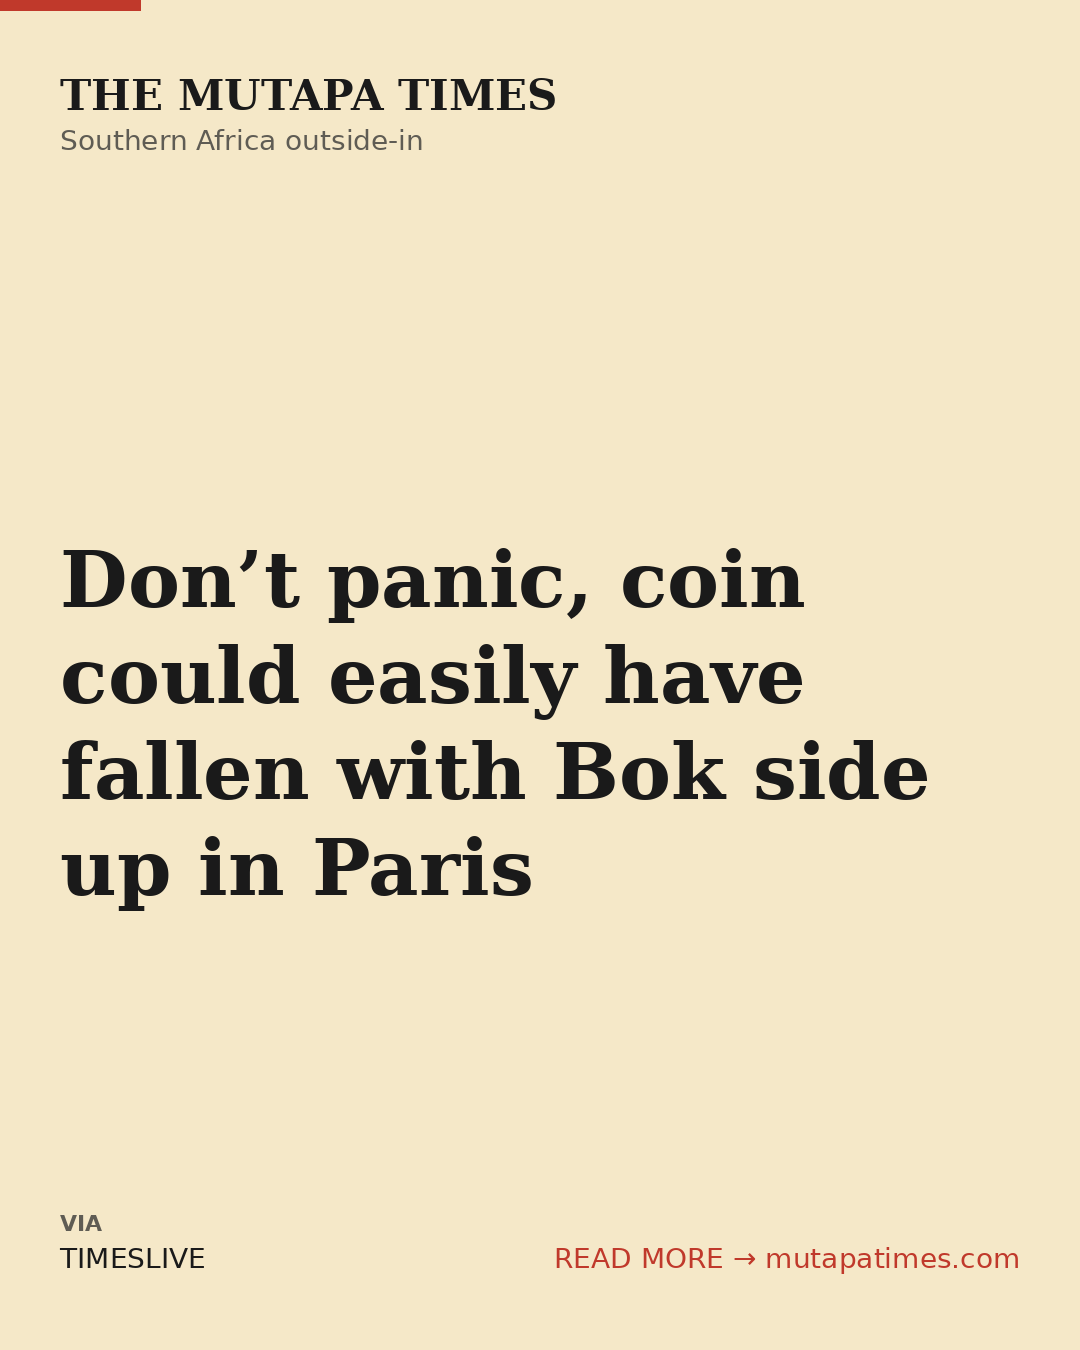 THE MUTAPA TIMES
Southern Africa outside-in
Don’t panic, coin
could easily have
fallen with Bok side
up in Paris
VIA
TIMESLIVE
READ MORE → mutapatimes.com